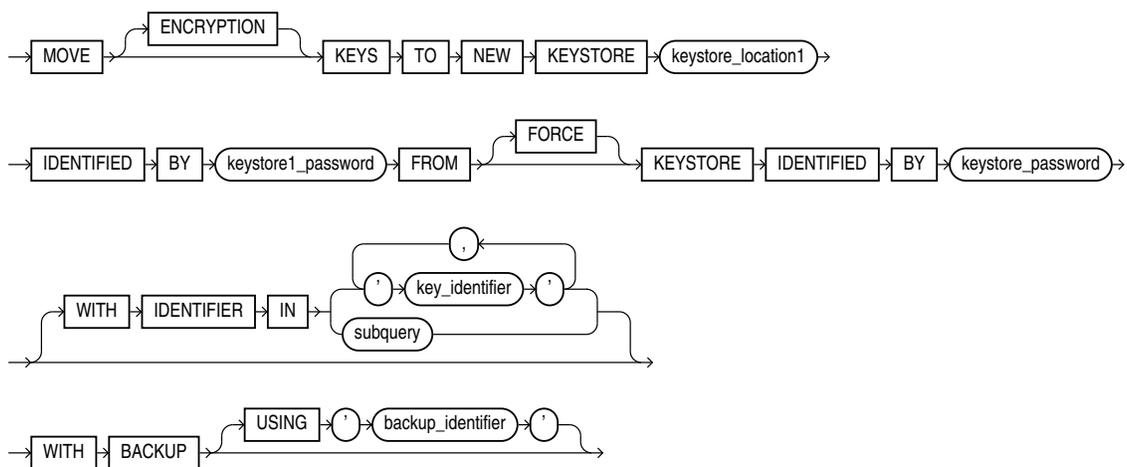 ENCRYPTION
MOVE KEYS TO NEW KEYSTORE keystore_location1
FORCE
IDENTIFIED BY keystore1_password FROM KEYSTORE IDENTIFIED BY keystore_password
,
WITH IDENTIFIER IN ' key_identifier '
subquery
USING ' backup_identifier '
WITH BACKUP